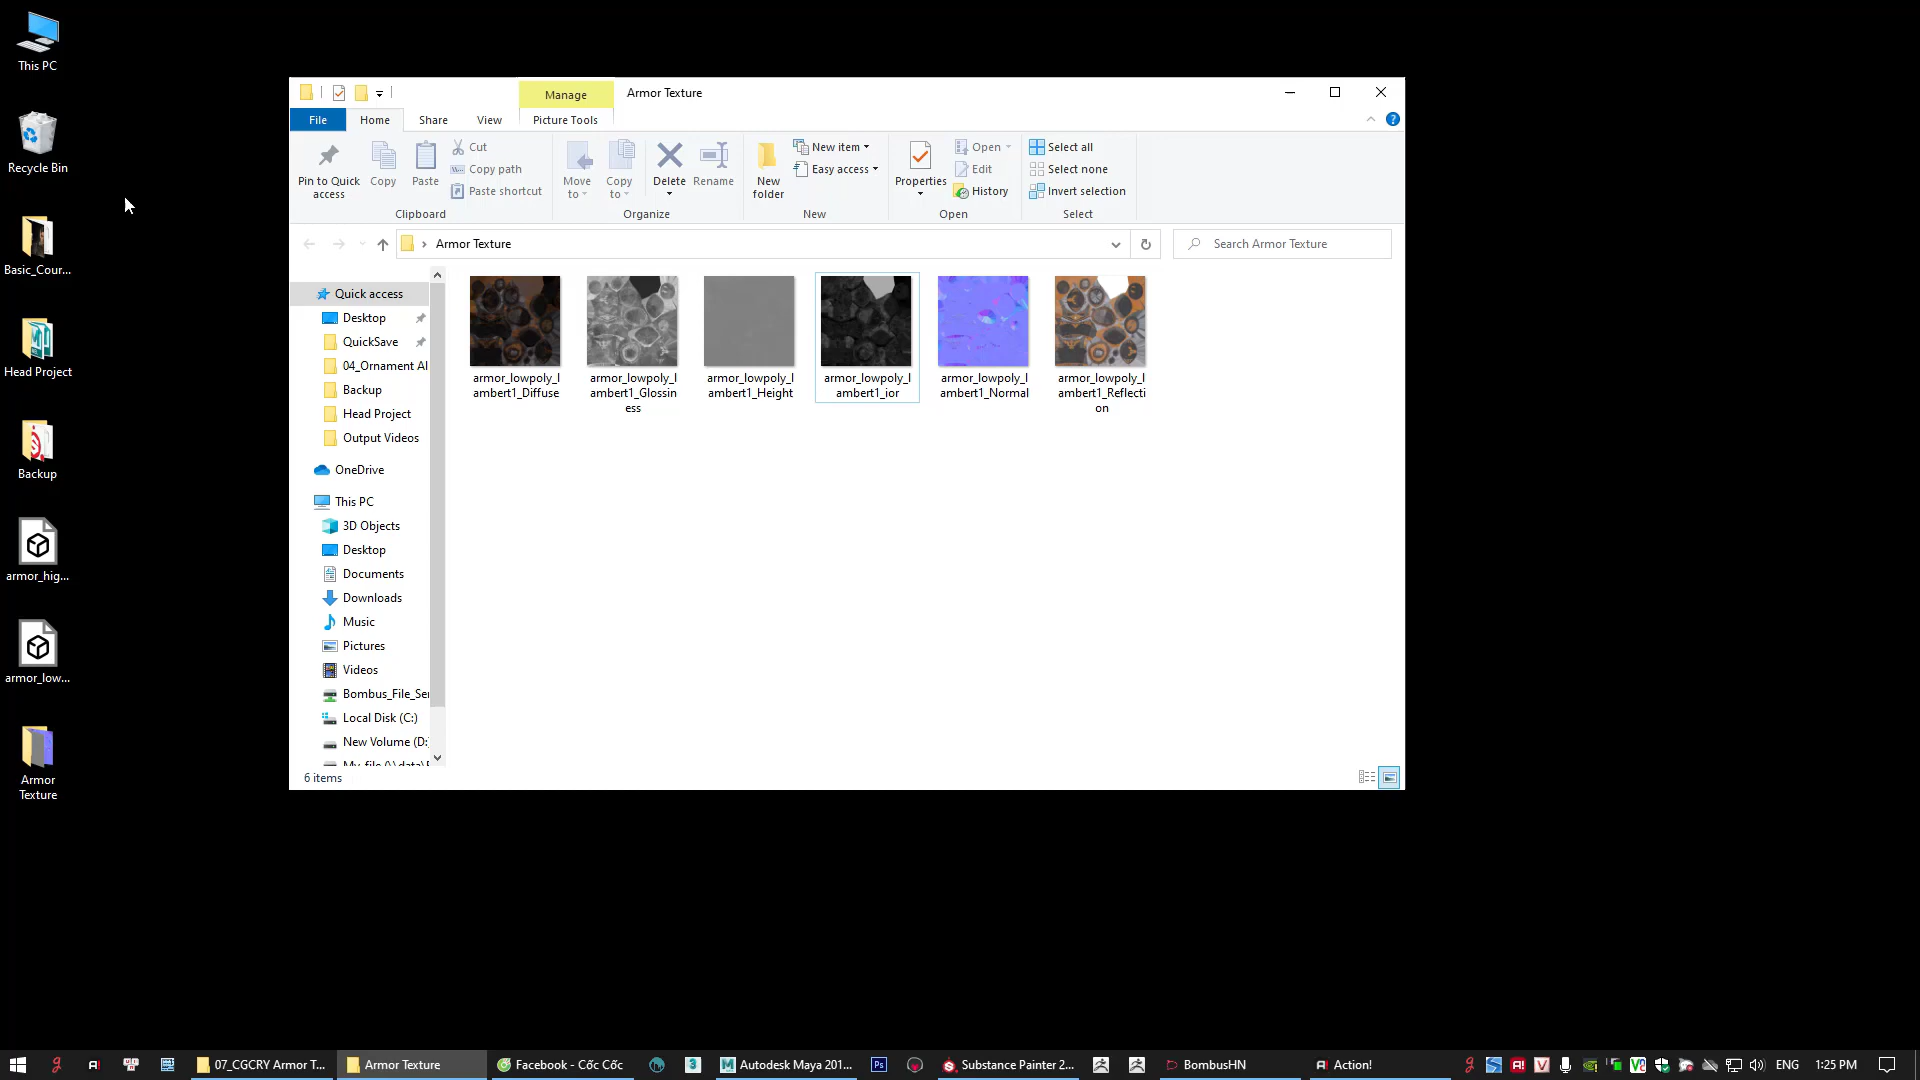 This PC
Recycle Bin
Basic_Cour...
Head Project
Backup
armor_hig...
armor_low...
Armor
Texture
Manage
Armor Texture
File
Home
Share
View
Picture Tools
Pin to Quick
access
Copy
Paste
Cut
Copy path
Paste shortcut
Clipboard
Move
to
Copy
to
Delete
Rename
Organize
New
folder
New item
Easy access
New
Properties
Open
Edit
History
Open
Select all
Select none
Invert selection
Select
Armor Texture
Search Armor Texture
Quick access
Desktop
QuickSave
04_Ornament Al
Backup
Head Project
Output Videos
OneDrive
This PC
3D Objects
Desktop
Documents
Downloads
Music
Pictures
Videos
Bombus_File_Ser
Local Disk (C:)
New Volume (D:
armor_lowpoly_l
ambert1_Diffuse
armor_lowpoly_l
ambert1_Glossin
ess
armor_lowpoly_l
ambert1_Height
armor_lowpoly_l
ambert1_ior
armor_lowpoly_l
ambert1_Normal
armor_lowpoly_l
ambert1_Reflecti
on
6 items
07_CGCRY Armor T...
Armor Texture
Facebook - Cốc Cốc
Autodesk Maya 201...
Substance Painter 2...
BombusHN
Action!
ENG
1:25 PM